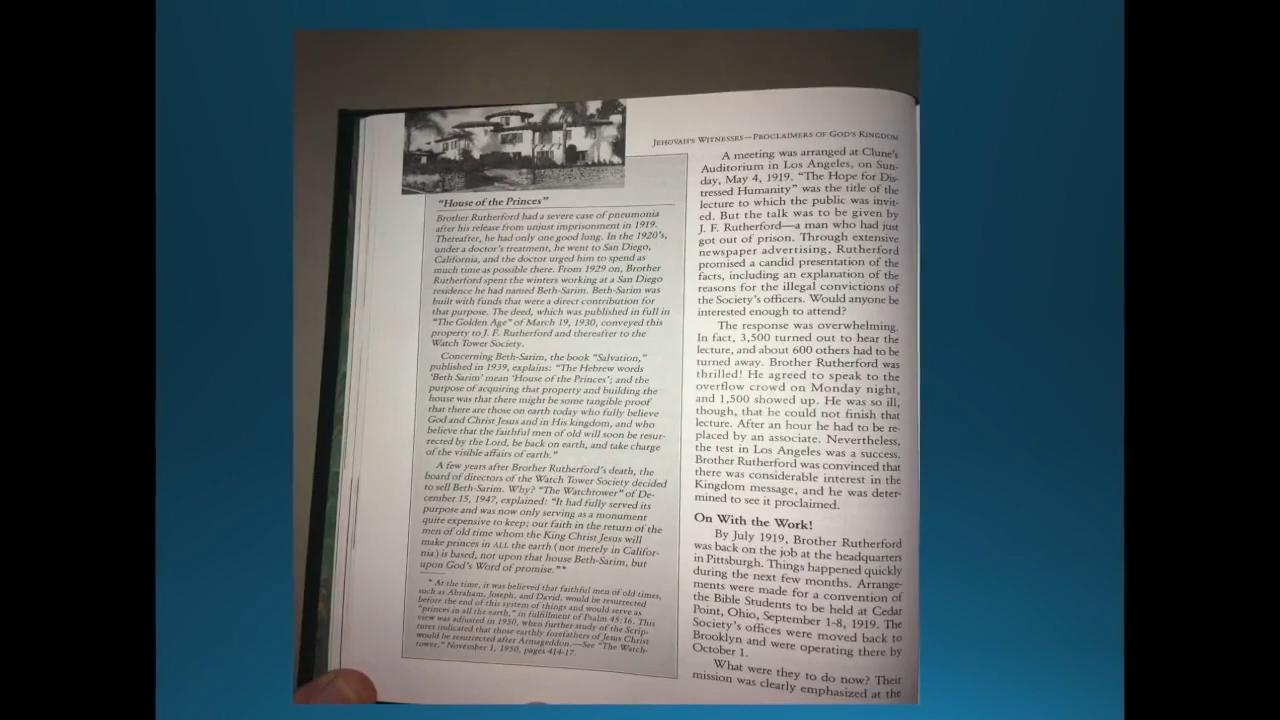 JEHOVAH'S WITNESSES—PROCLAIMERS OF GOD'S KINGDOM
"House of the Princes"
Brother Rutherford had a severe case of pneumonia
after his release from unjust imprisonment in 1919.
Thereafter, he had only one good lung. In the 1920's,
under a doctor's treatment, he went to San Diego,
California, and the doctor urged him to spend as
much time as possible there. From 1929 on, Brother
Rutherford spent the winters working at a San Diego
residence he had named Beth-Sarim. Beth-Sarim was
built with funds that were a direct contribution for
that purpose. The deed, which was published in full in
"The Golden Age" of March 19, 1930, conveyed this
property to J. F. Rutherford and thereafter to the
Watch Tower Society.
Concerning Beth-Sarim, the book "Salvation,"
published in 1939, explains: "The Hebrew words
'Beth Sarim' mean 'House of the Princes'; and the
purpose of acquiring that property and building the
house was that there might be some tangible proof
that there are those on earth today who fully believe
God and Christ Jesus and in His kingdom, and who
believe that the faithful men of old will soon be resur-
rected by the Lord, be back on earth, and take charge
of the visible affairs of earth."
A few years after Brother Rutherford's death, the
board of directors of the Watch Tower Society decided
to sell Beth-Sarim. Why? "The Watchtower" of De-
cember 15, 1947, explained: "It had fully served its
purpose and was now only serving as a monument
quite expensive to keep; our faith in the return of the
men of old time whom the King Christ Jesus will
make princes in ALL the earth (not merely in Califor-
nia) is based, not upon that house Beth-Sarim, but
upon God's Word of promise."*
* At the time, it was believed that faithful men of old times,
such as Abraham, Joseph, and David, would be resurrected
before the end of this system of things and would serve as
"princes in all the earth," in fulfillment of Psalm 45:16. This
view was adjusted in 1950, when further study of the Scrip-
tures indicated that those earthly forefathers of Jesus Christ
would be resurrected after Armageddon.—See "The Watch-
tower," November 1, 1950, pages 414-17.
A meeting was arranged at Clune's
Auditorium in Los Angeles, on Sun-
day, May 4, 1919. "The Hope for Dis-
tressed Humanity" was the title of the
lecture to which the public was invit-
ed. But the talk was to be given by
J. F. Rutherford—a man who had just
got out of prison. Through extensive
newspaper advertising, Rutherford
promised a candid presentation of the
facts, including an explanation of the
reasons for the illegal convictions of
the Society's officers. Would anyone be
interested enough to attend?
The response was overwhelming.
In fact, 3,500 turned out to hear the
lecture, and about 600 others had to be
turned away. Brother Rutherford was
thrilled! He agreed to speak to the
overflow crowd on Monday night,
and 1,500 showed up. He was so ill,
though, that he could not finish that
lecture. After an hour he had to be re-
placed by an associate. Nevertheless,
the test in Los Angeles was a success.
Brother Rutherford was convinced that
there was considerable interest in the
Kingdom message, and he was deter-
mined to see it proclaimed.
On With the Work!
By July 1919, Brother Rutherford
was back on the job at the headquarters
in Pittsburgh. Things happened quickly
during the next few months. Arrange-
ments were made for a convention of
the Bible Students to be held at Cedar
Point, Ohio, September 1-8, 1919. The
Society's offices were moved back to
Brooklyn and were operating there by
October 1.
What were they to do now? Their
mission was clearly emphasized at the